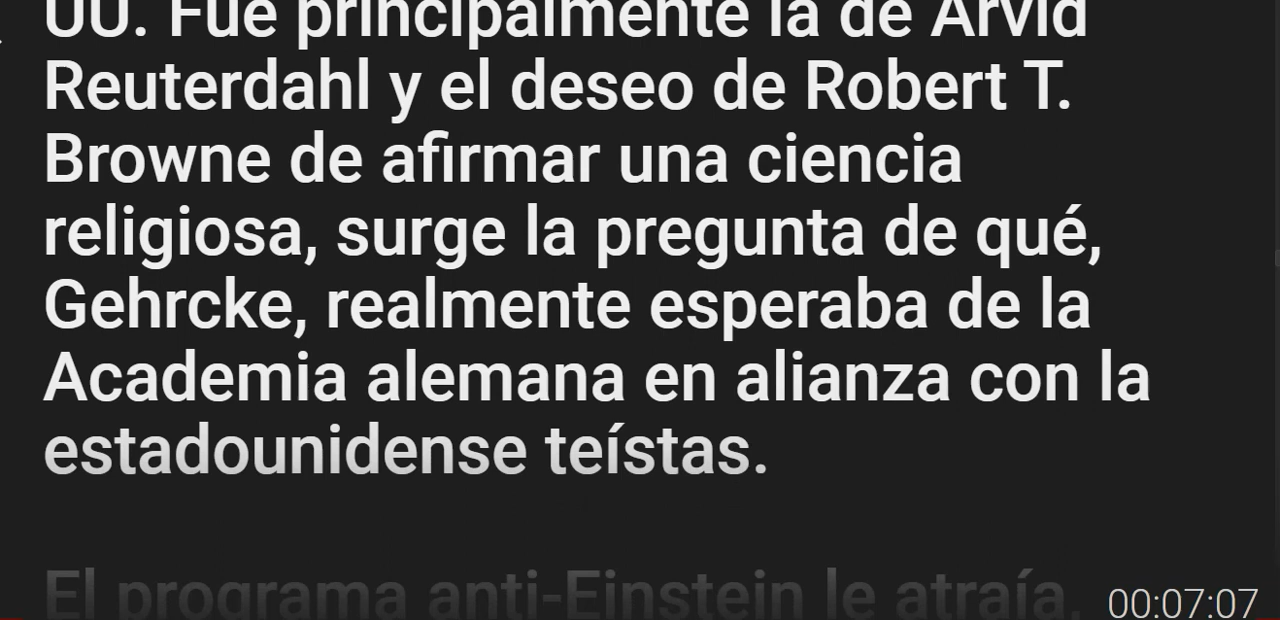 UU. Fue principalmente la de Arvid
Reuterdahl y el deseo de Robert T.
Browne de afirmar una ciencia
religiosa, surge la pregunta de qué,
Gehrcke, realmente esperaba de la
Academia alemana en alianza con la
estadounidense teístas.
El programa anti-Einstein le atraía,
00:07:07